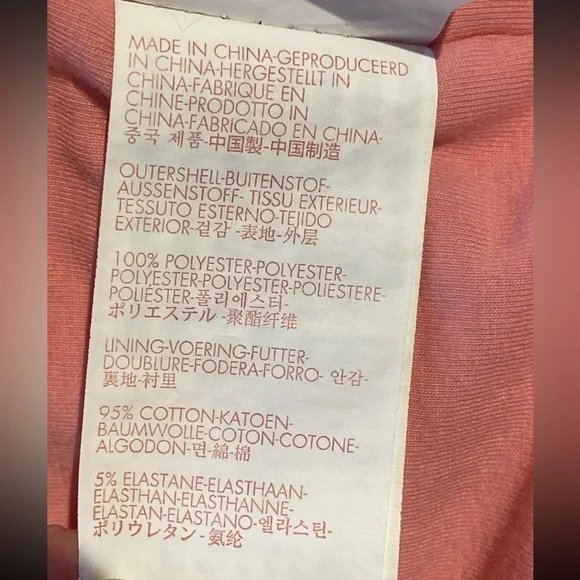 MADE IN CHINA-GEPRODUCEERD
IN CHINA-HERGESTELLT IN
CHINA-FABRIQUE EN
CHINE-PRODOTTO IN
CHINA-FABRICADO EN CHINA-
중국 제품-中国製-中国制造
OUTERSHELL-BUITENSTOF-
AUSSENSTOFF- TISSU EXTERIEUR-
TESSUTO ESTERNO-TEJIDO
EXTERIOR-겉감 -表地-外层
100% POLYESTER-POLYESTER-
POLYESTER-POLYESTER-POLIESTERE-
POLIÉSTER-폴리에스터-
ポリエステル -聚酯纤维
LINING-VOERING-FUTTER-
DOUBLURE-FODERA-FORRO- 안감-
裏地-衬里
95% COTTON-KATOEN-
BAUMWOLLE-COTON-COTONE-
ALGODON-면-綿-棉
5% ELASTANE-ELASTHAAN-
ELASTHAN-ELASTHANNE-
ELASTAN-ELASTANO-엘라스틴-
ポリウレタン -氨纶